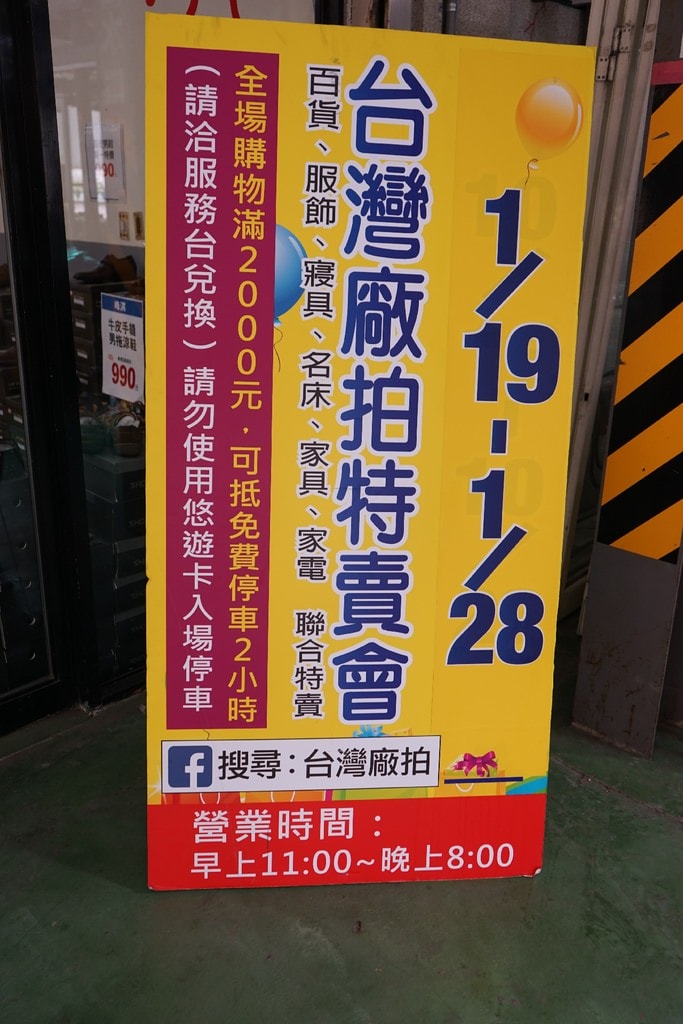 1/19-1/28
台灣廠拍特賣會
百貨、服飾、寢具、名床、家具、家電 聯合特賣
全場購物滿2000元，可抵免費停車2小時
(請洽服務台兌換)請勿使用悠遊卡入場停車
搜尋:台灣廠拍
營業時間:
早上11:00~晚上8:00
牛皮手縫
男拖涼鞋
990